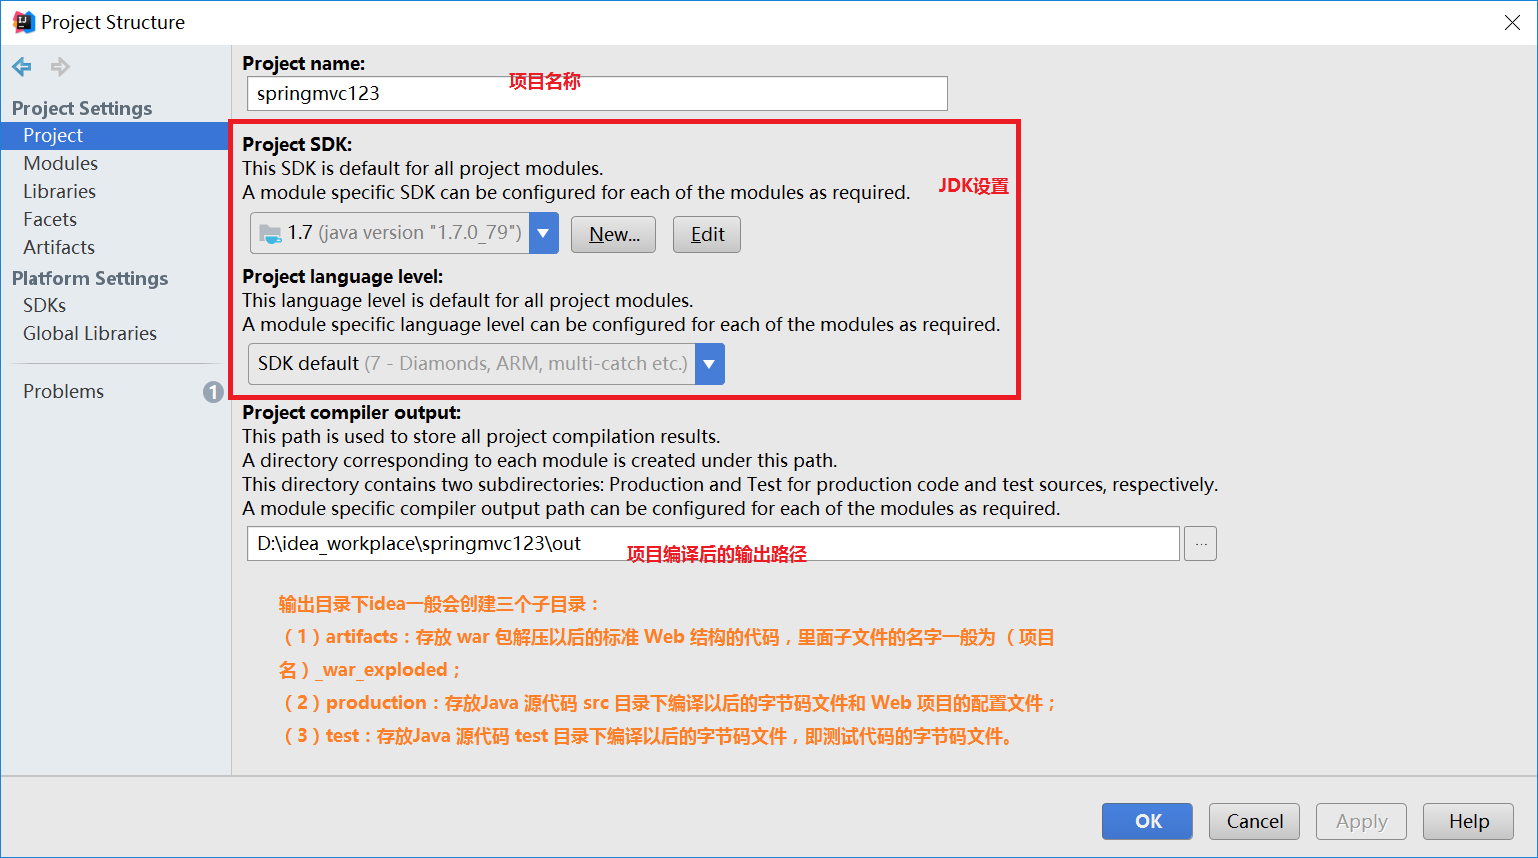 Project Structure
Project Settings
Project
Modules
Libraries
Facets
Artifacts
Platform Settings
SDKs
Global Libraries
Problems
1
Project name:
项目名称
springmvc123
Project SDK:
This SDK is default for all project modules.
A module specific SDK can be configured for each of the modules as required.
JDK设置
1.7 (java version "1.7.0_79")
New...
Edit
Project language level:
This language level is default for all project modules.
A module specific language level can be configured for each of the modules as required.
SDK default (7 - Diamonds, ARM, multi-catch etc.)
Project compiler output:
This path is used to store all project compilation results.
A directory corresponding to each module is created under this path.
This directory contains two subdirectories: Production and Test for production code and test sources, respectively.
A module specific compiler output path can be configured for each of the modules as required.
D:\idea_workplace\springmvc123\out
...
项目编译后的输出路径
输出目录下idea一般会创建三个子目录：
（1）artifacts：存放 war 包解压以后的标准 Web 结构的代码，里面子文件的名字一般为 （项目
名）_war_exploded；
（2）production：存放Java 源代码 src 目录下编译以后的字节码文件和 Web 项目的配置文件；
（3）test：存放Java 源代码 test 目录下编译以后的字节码文件，即测试代码的字节码文件。
OK
Cancel
Apply
Help